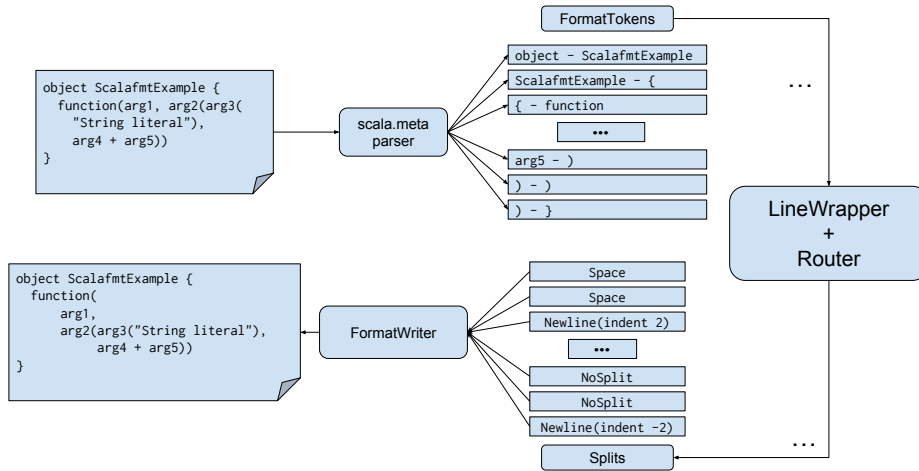 FormatTokens
object - ScalafmtExample
ScalafmtExample - {
{ - function
...
arg5 - )
) - )
) - }
object ScalafmtExample {
function(arg1, arg2(arg3(
"String literal"),
arg4 + arg5))
}
scala.meta
parser
...
LineWrapper
+
Router
object ScalafmtExample {
function(
arg1,
arg2(arg3("String literal"),
arg4 + arg5))
}
FormatWriter
Space
Space
Newline(indent 2)
...
NoSplit
NoSplit
Newline(indent -2)
Splits
...